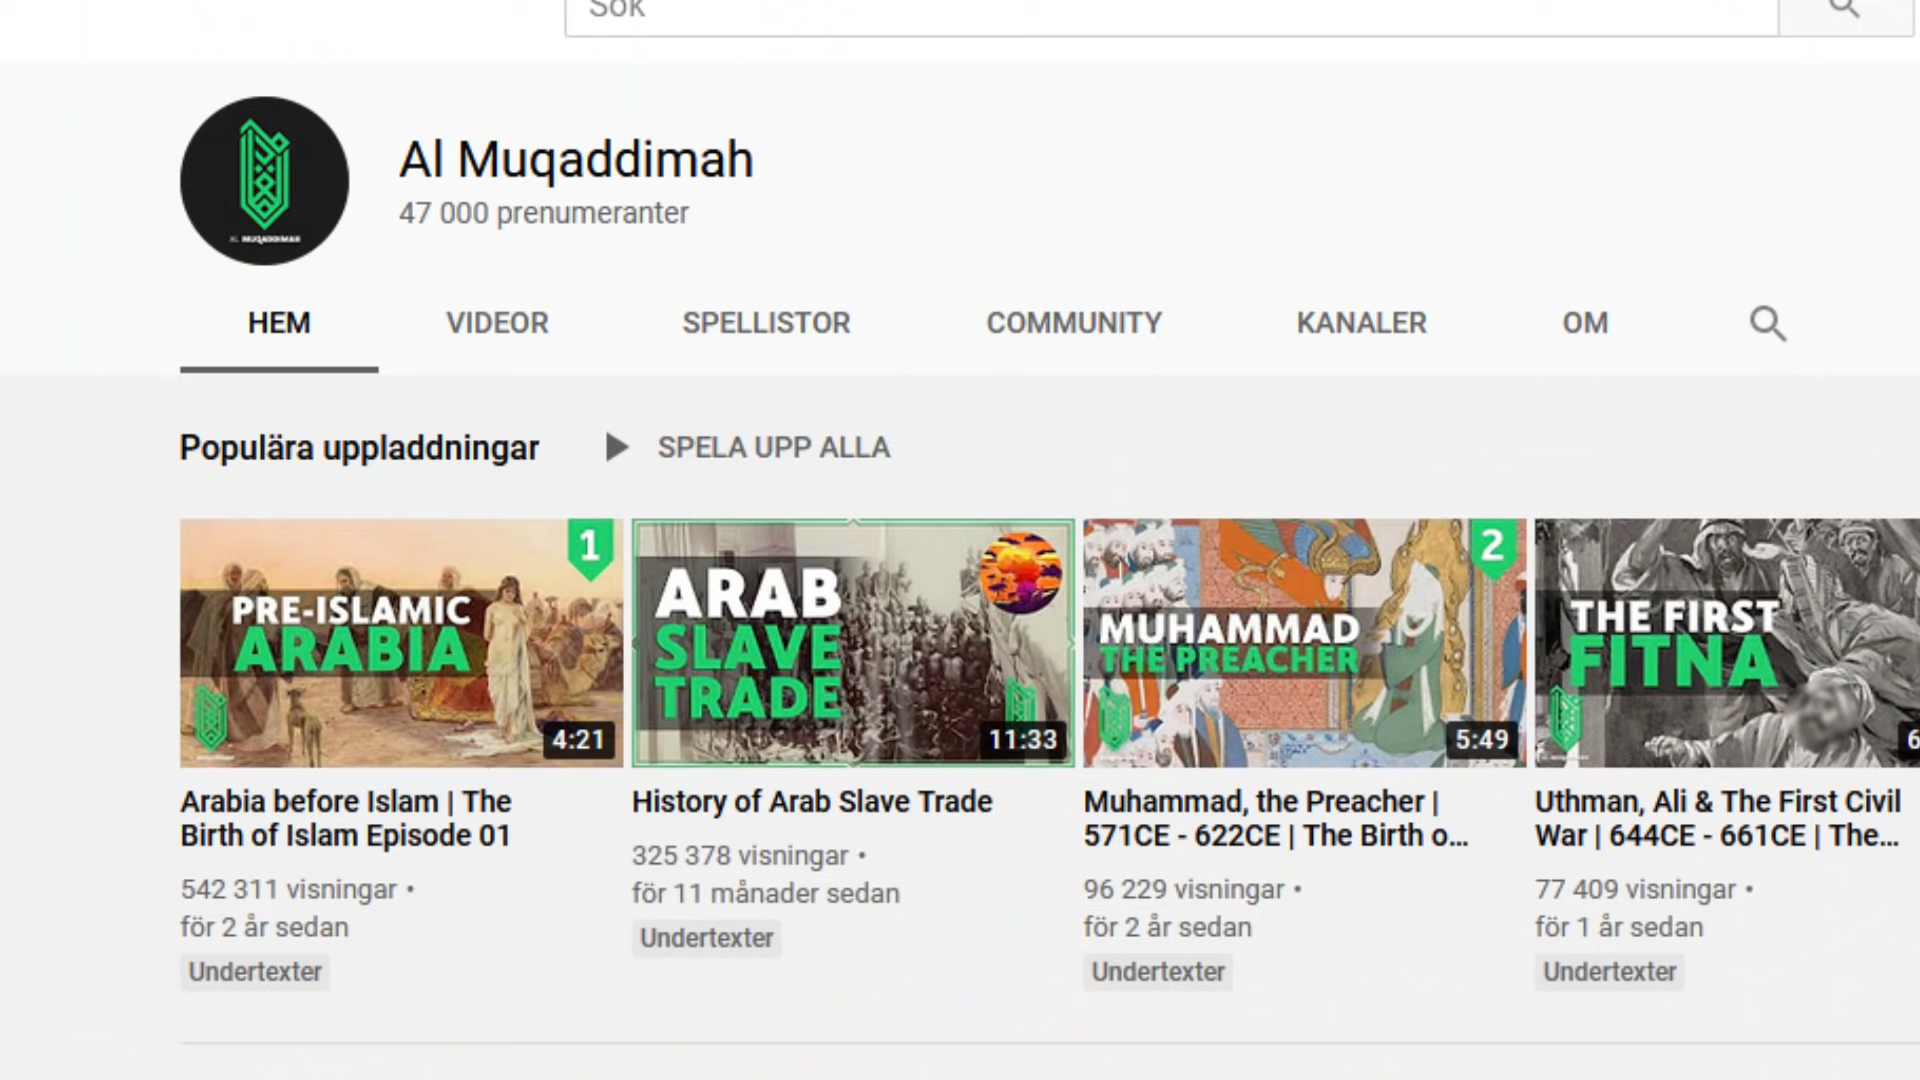 Sök
Al Muqaddimah
47 000 prenumeranter
AL MUQADDIMAH
HEM VIDEOR SPELLISTOR COMMUNITY KANALER OM
Populära uppladdningar SPELA UPP ALLA
1
PRE-ISLAMIC
ARABIA
4:21
Arabia before Islam | The
Birth of Islam Episode 01
542 311 visningar •
för 2 år sedan
Undertexter
ARAB
SLAVE
TRADE
11:33
History of Arab Slave Trade
325 378 visningar •
för 11 månader sedan
Undertexter
2
MUHAMMAD
THE PREACHER
5:49
Muhammad, the Preacher |
571CE - 622CE | The Birth o...
96 229 visningar •
för 2 år sedan
Undertexter
THE FIRST
FITNA
6
Uthman, Ali & The First Civil
War | 644CE - 661CE | The...
77 409 visningar •
för 1 år sedan
Undertexter